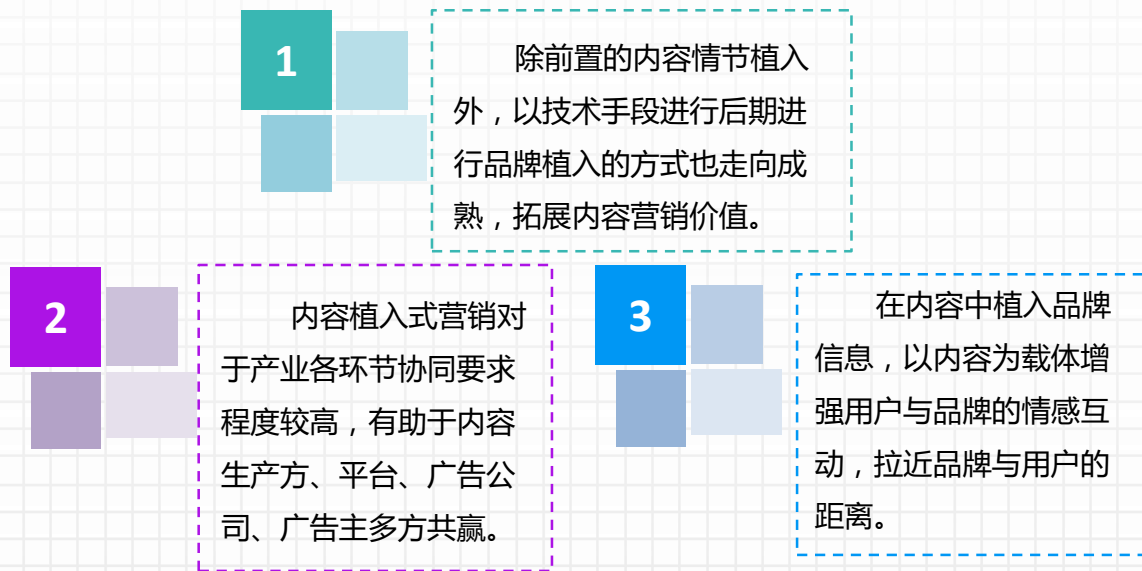 1
除前置的内容情节植入
外，以技术手段进行后期进
行品牌植入的方式也走向成
熟，拓展内容营销价值。
2
内容植入式营销对
于产业各环节协同要求
程度较高，有助于内容
生产方、平台、广告公
司、广告主多方共赢。
3
在内容中植入品牌
信息，以内容为载体增
强用户与品牌的情感互
动，拉近品牌与用户的
距离。